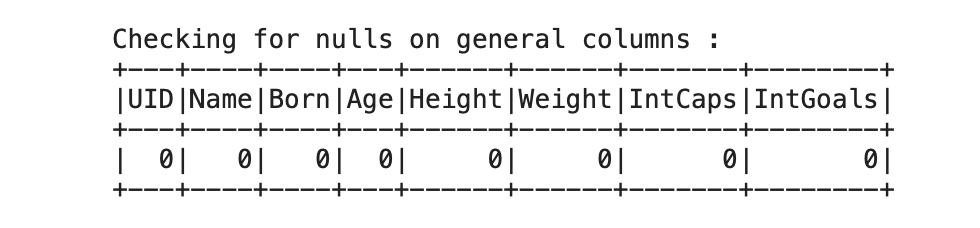 Checking for nulls on general columns :
+---+----+----+---+------+------+-------+--------+
|UID|Name|Born|Age|Height|Weight|IntCaps|IntGoals|
+---+----+----+---+------+------+-------+--------+
|  0|   0|   0|  0|     0|     0|      0|       0|
+---+----+----+---+------+------+-------+--------+